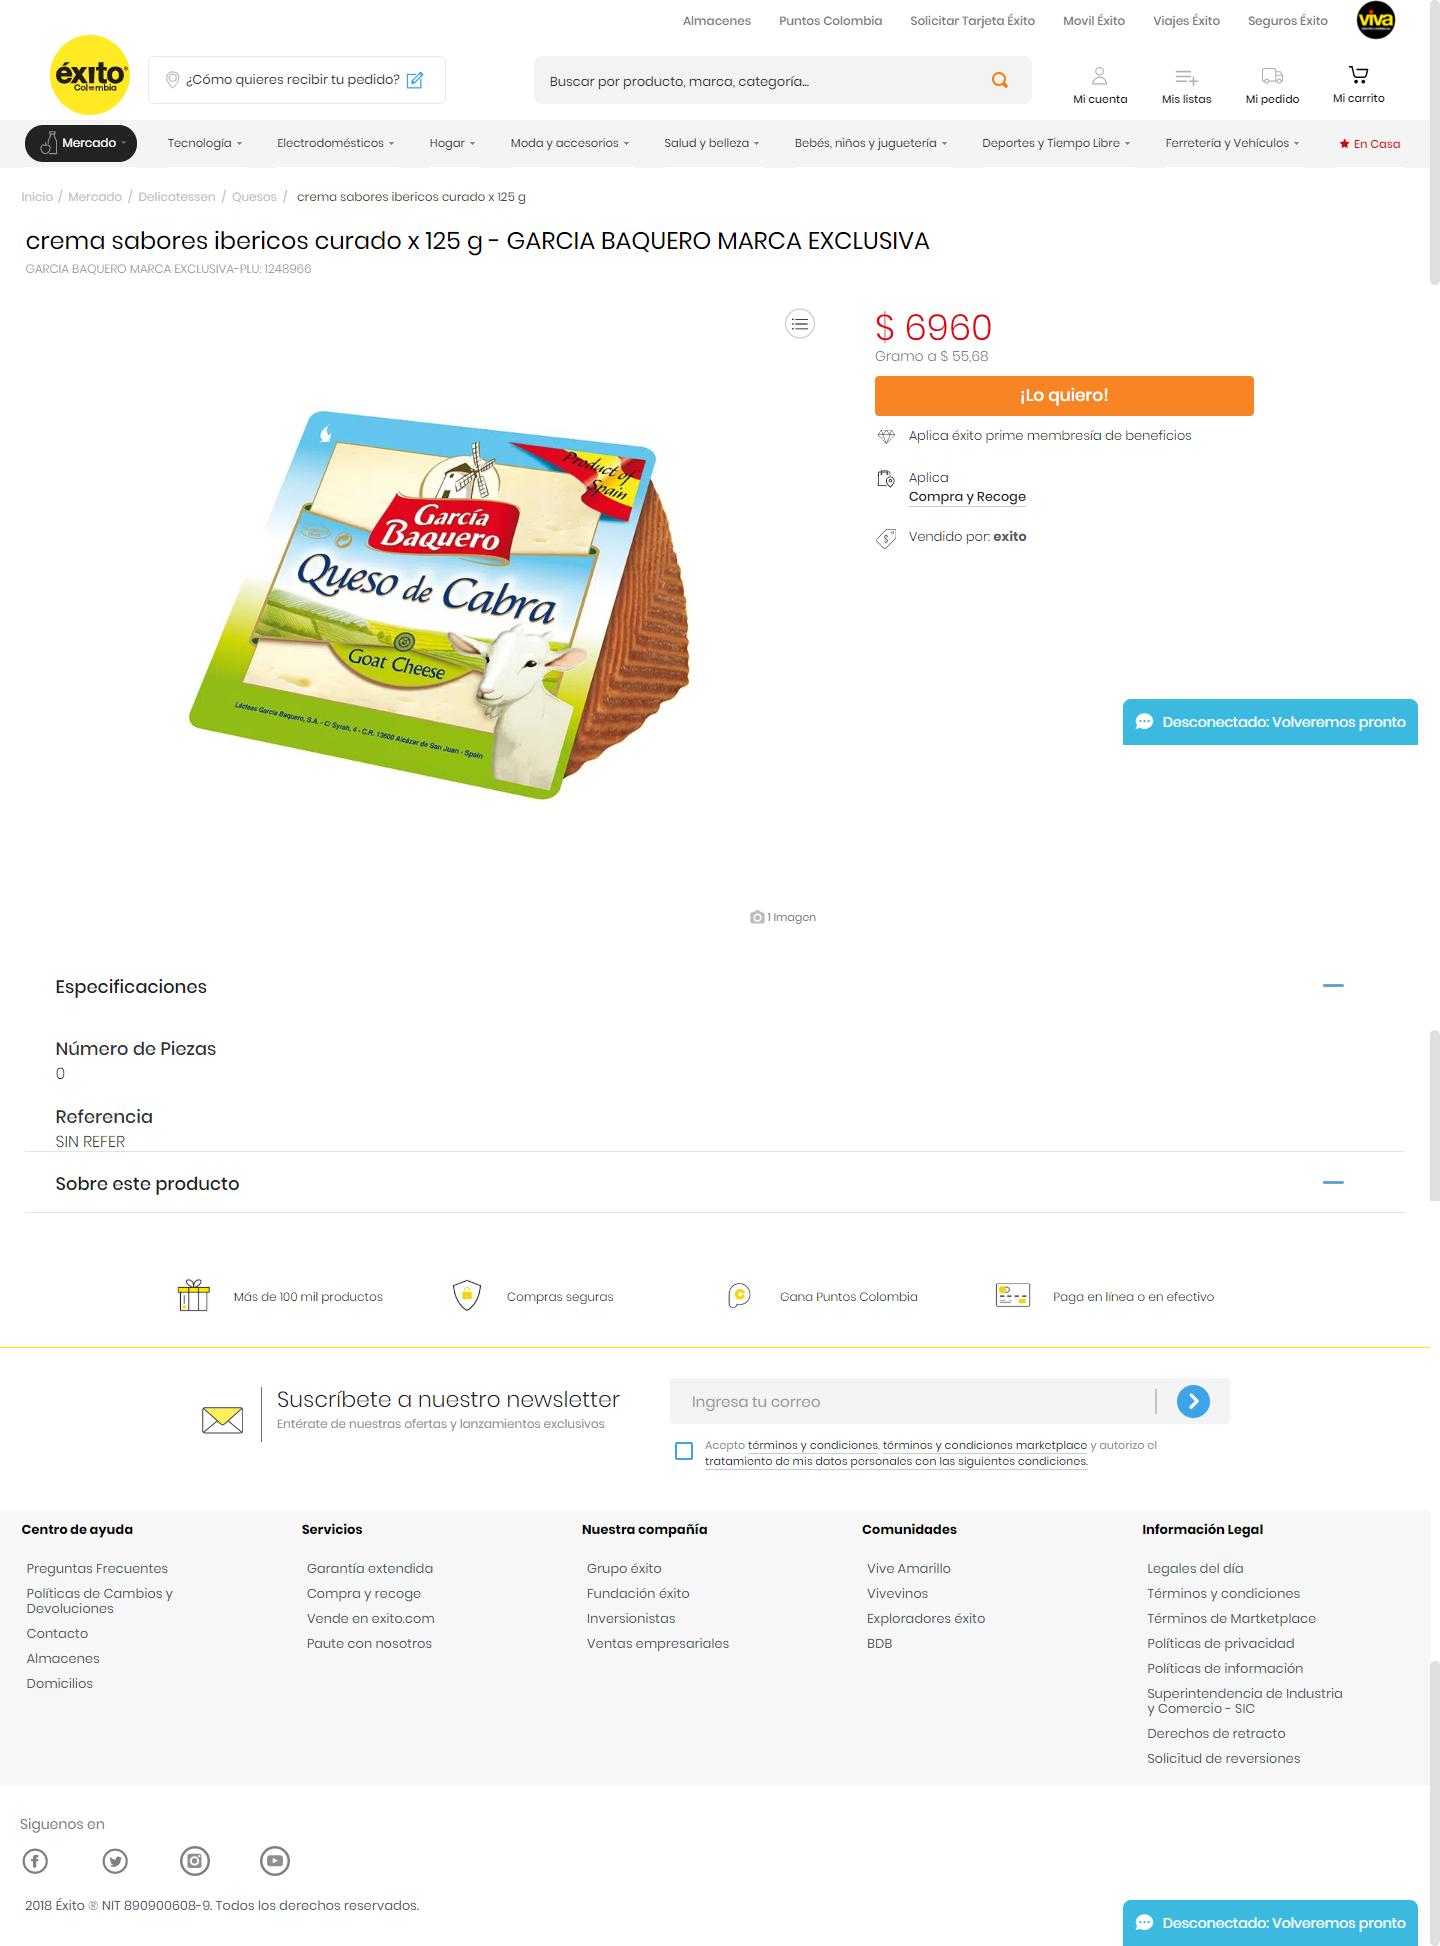 Almacenes Puntos Colombia Solicitar Tarjeta Éxito Movil Éxito Viajes Éxito Seguros Éxito viva
éxito
Colombia
¿Cómo quieres recibir tu pedido?
Buscar por producto, marca, categoría...
Mi cuenta Mis listas Mi pedido Mi carrito
Mercado Tecnología Electrodomésticos Hogar Moda y accesorios Salud y belleza Bebés, niños y juguetería Deportes y Tiempo Libre Ferretería y Vehículos En Casa
Inicio / Mercado / Delicatessen / Quesos / crema sabores ibericos curado x 125 g
crema sabores ibericos curado x 125 g - GARCIA BAQUERO MARCA EXCLUSIVA
GARCIA BAQUERO MARCA EXCLUSIVA-PLU: 1248966
Product of
Spain
García
Baquero
Queso de Cabra
Goat Cheese
Lácteas García Baquero, S.A. - C/ Syrah, 4 - C.R. 13600 Alcázar de San Juan - Spain
$ 6960
Gramo a $ 55,68
¡Lo quiero!
Aplica éxito prime membresía de beneficios
Aplica
Compra y Recoge
Vendido por: exito
Desconectado: Volveremos pronto
1 Imagen
Especificaciones
Número de Piezas
0
Referencia
SIN REFER
Sobre este producto
Más de 100 mil productos Compras seguras Gana Puntos Colombia Paga en línea o en efectivo
Suscríbete a nuestro newsletter
Entérate de nuestras ofertas y lanzamientos exclusivos
Ingresa tu correo
Acepto términos y condiciones, términos y condiciones marketplace y autorizo el
tratamiento de mis datos personales con las siguientes condiciones.
Centro de ayuda
Preguntas Frecuentes
Políticas de Cambios y
Devoluciones
Contacto
Almacenes
Domicilios
Servicios
Garantía extendida
Compra y recoge
Vende en exito.com
Paute con nosotros
Nuestra compañía
Grupo éxito
Fundación éxito
Inversionistas
Ventas empresariales
Comunidades
Vive Amarillo
Vivevinos
Exploradores éxito
BDB
Información Legal
Legales del día
Términos y condiciones
Términos de Martketplace
Políticas de privacidad
Políticas de información
Superintendencia de Industria
y Comercio - SIC
Derechos de retracto
Solicitud de reversiones
Siguenos en
2018 Éxito ® NIT 890900608-9. Todos los derechos reservados.
Desconectado: Volveremos pronto